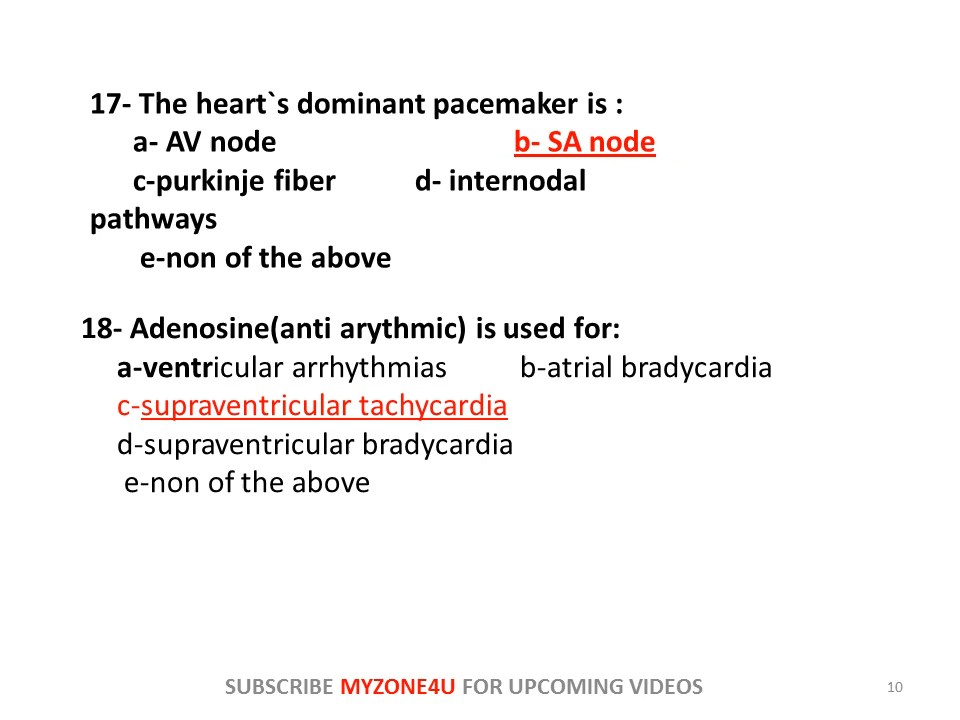 17- The heart`s dominant pacemaker is :
a- AV node b- SA node
c-purkinje fiber d- internodal
pathways
e-non of the above
18- Adenosine(anti arythmic) is used for:
a-ventricular arrhythmias b-atrial bradycardia
c-supraventricular tachycardia
d-supraventricular bradycardia
e-non of the above
SUBSCRIBE MYZONE4U FOR UPCOMING VIDEOS
10